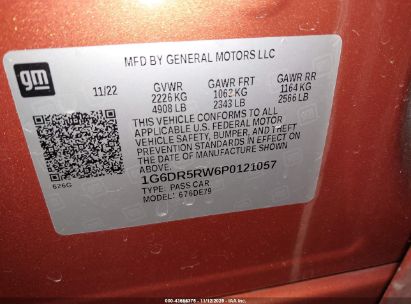 MFD BY GENERAL MOTORS LLC
gm
11/22 GVWR GAWR FRT GAWR RR
2226 KG 1062 KG 1164 KG
4908 LB 2343 LB 2566 LB
THIS VEHICLE CONFORMS TO ALL
APPLICABLE U.S. FEDERAL MOTOR
VEHICLE SAFETY, BUMPER, AND THEFT
PREVENTION STANDARDS IN EFFECT ON
THE DATE OF MANUFACTURE SHOWN
ABOVE.
626G 1G6DR5RW6P0121057
TYPE: PASS CAR
MODEL: 676DE79